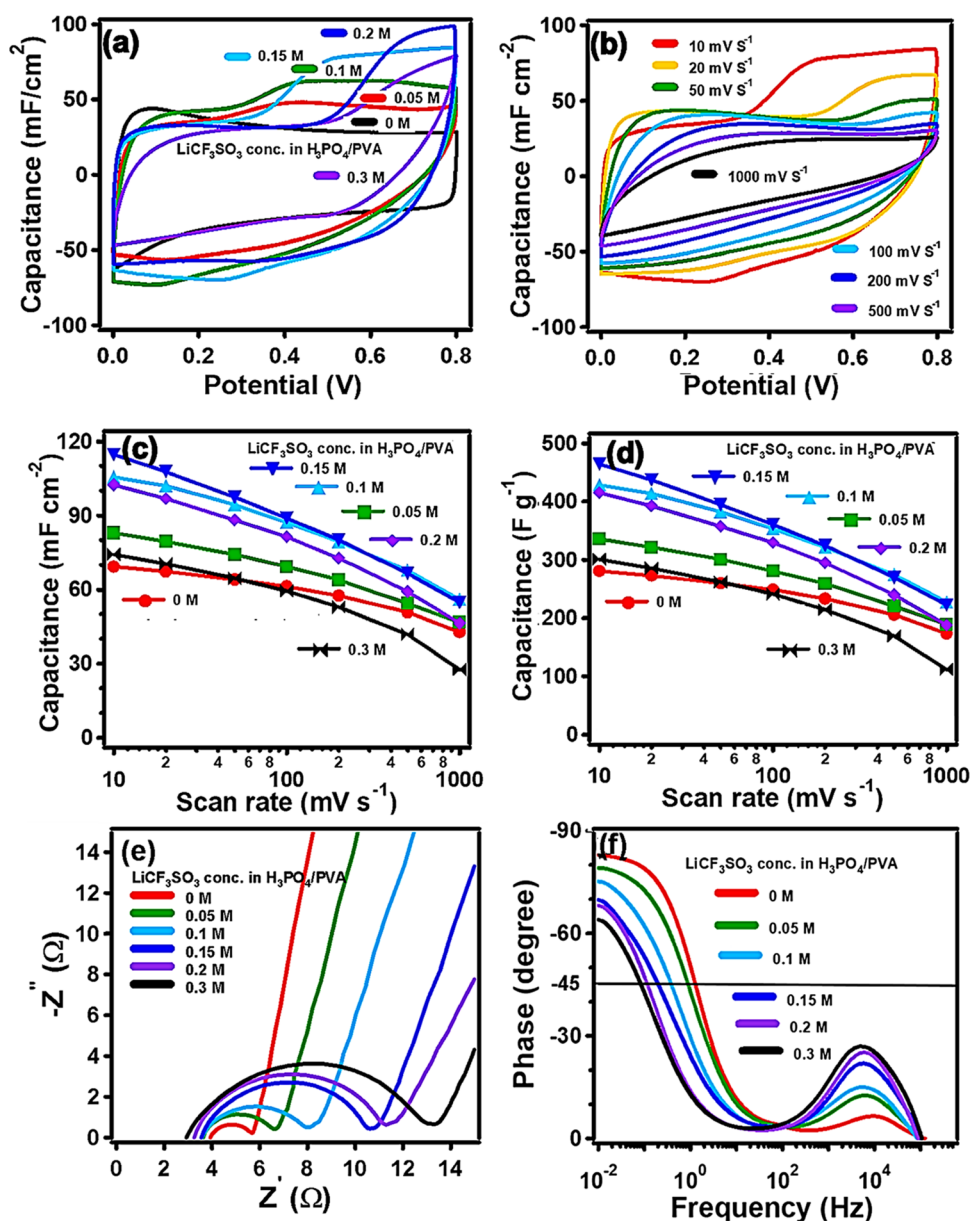 (a)
100
50
0
-50
-100
Capacitance (mF/cm²)
0.2 M
0.15 M
0.1 M
0.05 M
0 M
LiCF₃SO₃ conc. in H₃PO₄/PVA
0.3 M
0.0 0.2 0.4 0.6 0.8
Potential (V)
(b)
100
50
0
-50
-100
Capacitance (mF cm⁻²)
10 mV S⁻¹
20 mV S⁻¹
50 mV S⁻¹
1000 mV S⁻¹
100 mV S⁻¹
200 mV S⁻¹
500 mV S⁻¹
0.0 0.2 0.4 0.6 0.8
Potential (V)
(c)
120
90
60
30
0
Capacitance (mF cm⁻²)
LiCF₃SO₃ conc. in H₃PO₄/PVA
0.15 M
0.1 M
0.05 M
0.2 M
0 M
0.3 M
2 4 6 8 2 4 6 8
10 100 1000
Scan rate (mV s⁻¹)
(d)
500
400
300
200
100
0
Capacitance (F g⁻¹)
LiCF₃SO₃ conc. in H₃PO₄/PVA
0.15 M
0.1 M
0.05 M
0.2 M
0 M
0.3 M
2 4 6 8 2 4 6 8
10 100 1000
Scan rate (mV s⁻¹)
(e)
14
12
10
8
6
4
2
0
-Z'' (Ω)
LiCF₃SO₃ conc. in H₃PO₄/PVA
0 M
0.05 M
0.1 M
0.15 M
0.2 M
0.3 M
0 2 4 6 8 10 12 14
Z' (Ω)
(f)
-90
-60
-45
-30
0
Phase (degree)
LiCF₃SO₃ conc. in H₃PO₄/PVA
0 M
0.05 M
0.1 M
0.15 M
0.2 M
0.3 M
10⁻² 10⁰ 10² 10⁴
Frequency (Hz)